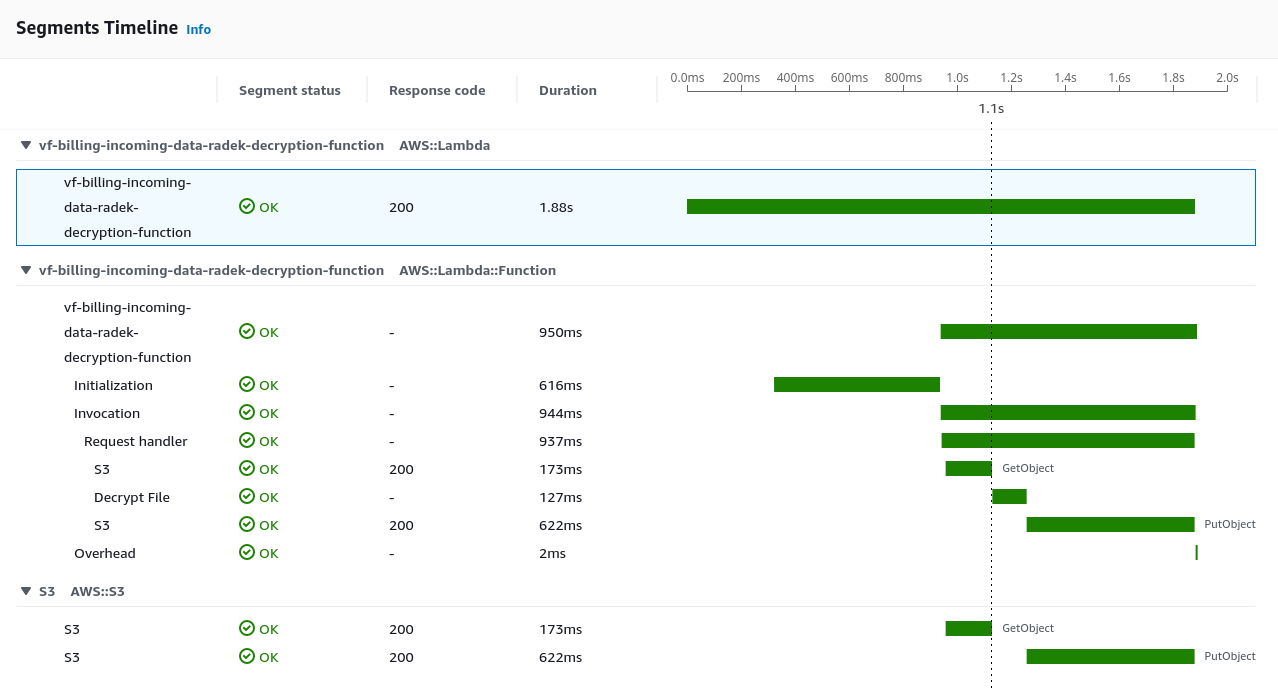 Segments Timeline Info
Segment status Response code Duration 0.0ms 200ms 400ms 600ms 800ms 1.0s 1.2s 1.4s 1.6s 1.8s 2.0s
1.1s
vf-billing-incoming-data-radek-decryption-function AWS::Lambda
vf-billing-incoming-
data-radek- OK 200 1.88s
decryption-function
vf-billing-incoming-data-radek-decryption-function AWS::Lambda::Function
vf-billing-incoming-
data-radek- OK - 950ms
decryption-function
Initialization OK - 616ms
Invocation OK - 944ms
Request handler OK - 937ms
S3 OK 200 173ms GetObject
Decrypt File OK - 127ms
S3 OK 200 622ms PutObject
Overhead OK - 2ms
S3 AWS::S3
S3 OK 200 173ms GetObject
S3 OK 200 622ms PutObject